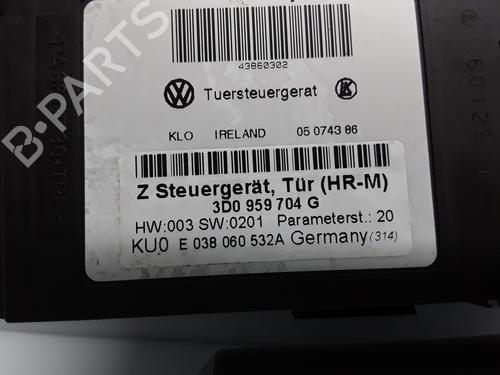 43860302
Tuersteuergerat
KLO IRELAND 05 0743 86
Z Steuergerät, Tür (HR-M)
3D0 959 704 G
HW:003 SW:0201 Parameterst.: 20
KU0 E 038 060 532A Germany (314)
B-PARTS